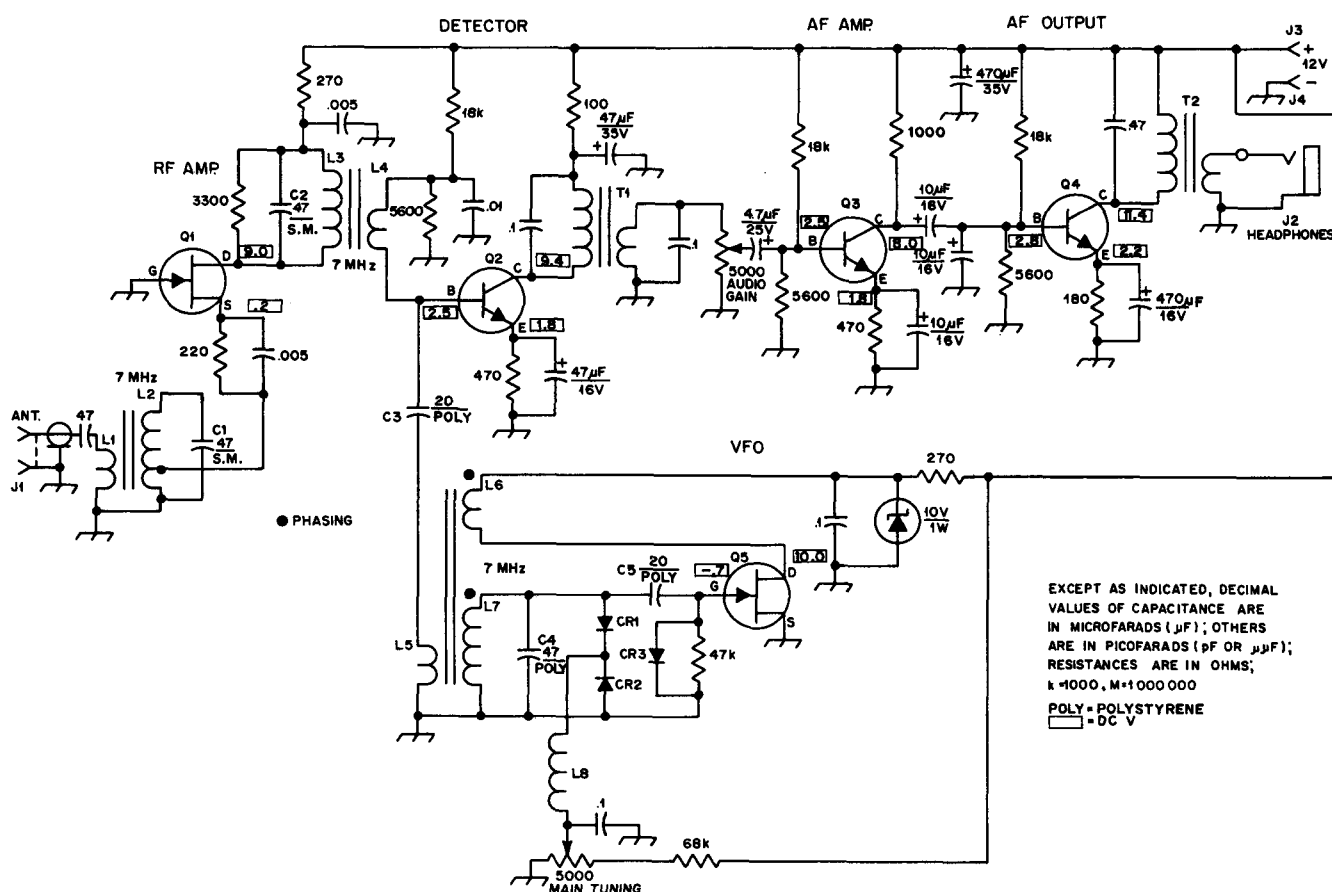 DETECTOR
AF AMP.
AF OUTPUT
J3
+
12V
-
J4
270
.005
18k
100
47µF
35V
+
18k
1000
470µF
35V
+
18k
.47
T2
RF AMP.
L3
L4
3300
C2
47
S.M.
7 MHz
5600
.01
.1
T1
.1
4.7µF
25V
+
5000
AUDIO
GAIN
Q1
G
D
9.0
S
.2
220
.005
Q2
B
2.5
C
9.4
E
1.8
470
47µF
16V
+
Q3
2.5
B
C
8.0
E
1.8
5600
470
10µF
16V
+
10µF
16V
+
10µF
16V
+
Q4
B
2.8
C
11.4
E
2.2
5600
180
470µF
16V
+
J2
HEADPHONES
7 MHz
ANT.
J1
47
L1
L2
C1
47
S.M.
C3
20
POLY
VFO
270
L6
.1
10V
1W
● PHASING
7 MHz
L5
L7
C4
47
POLY
CR1
CR2
C5
20
POLY
-.7
G
Q5
10.0
D
S
CR3
47k
L8
.1
68k
5000
MAIN TUNING
EXCEPT AS INDICATED, DECIMAL
VALUES OF CAPACITANCE ARE
IN MICROFARADS (µF); OTHERS
ARE IN PICOFARADS (pF OR µµF);
RESISTANCES ARE IN OHMS;
k=1000, M=1000 000
POLY = POLYSTYRENE
= DC V